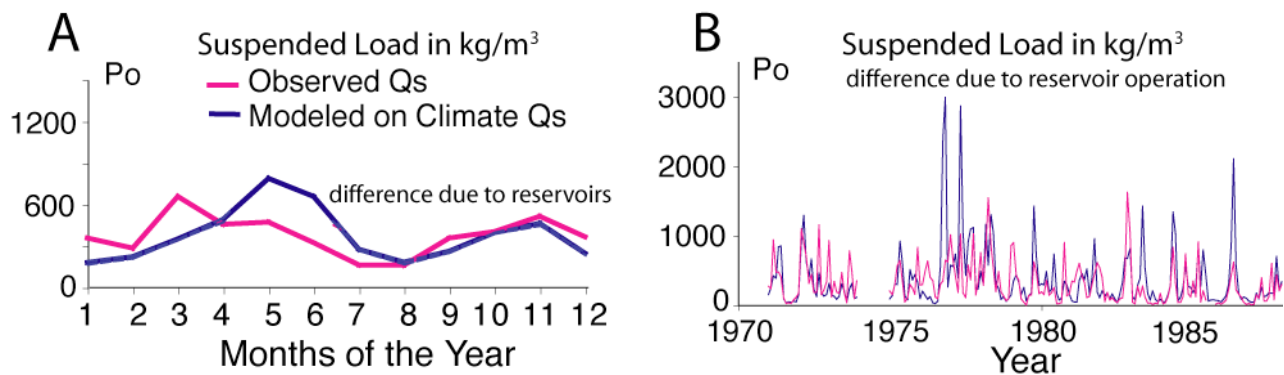 A
Suspended Load in kg/m³
Po
Observed Qs
Modeled on Climate Qs
1200
600
0
difference due to reservoirs
1 2 3 4 5 6 7 8 9 10 11 12
Months of the Year
B
Suspended Load in kg/m³
Po
difference due to reservoir operation
3000
2000
1000
0
1970 1975 1980 1985
Year